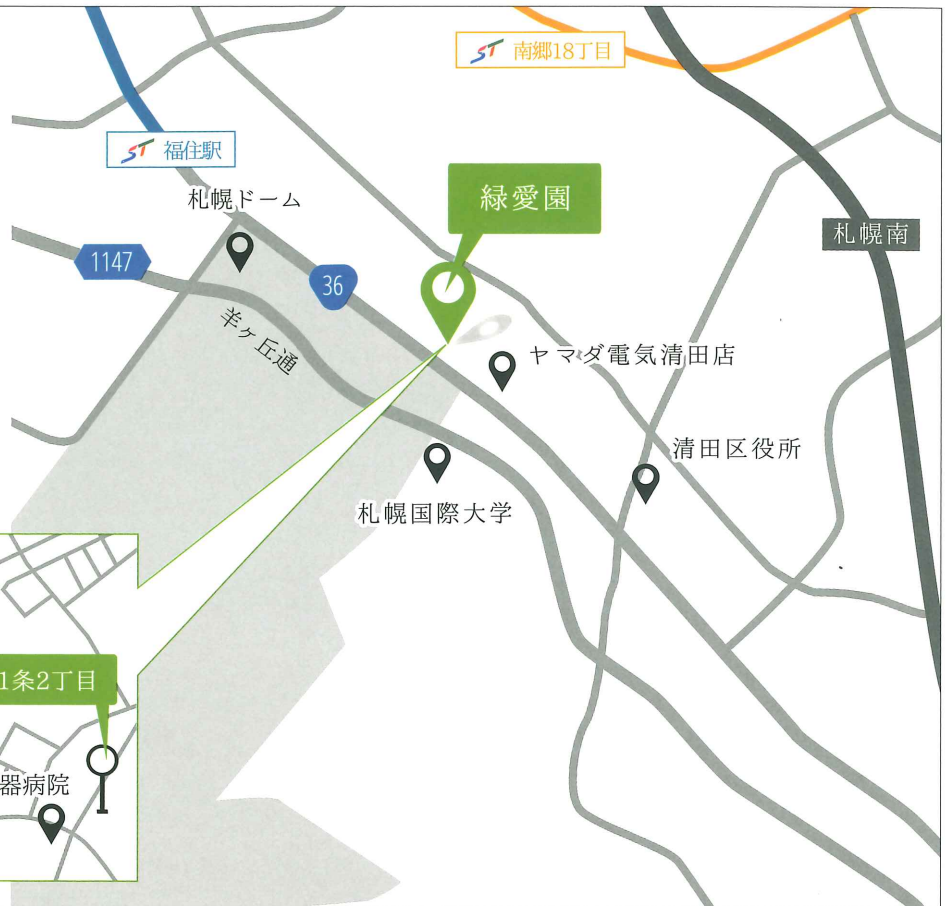 ST 南郷18丁目
ST 福住駅
札幌ドーム
緑愛園
札幌南
1147
36
羊ヶ丘通
ヤマダ電気清田店
清田区役所
札幌国際大学
1条2丁目
器病院